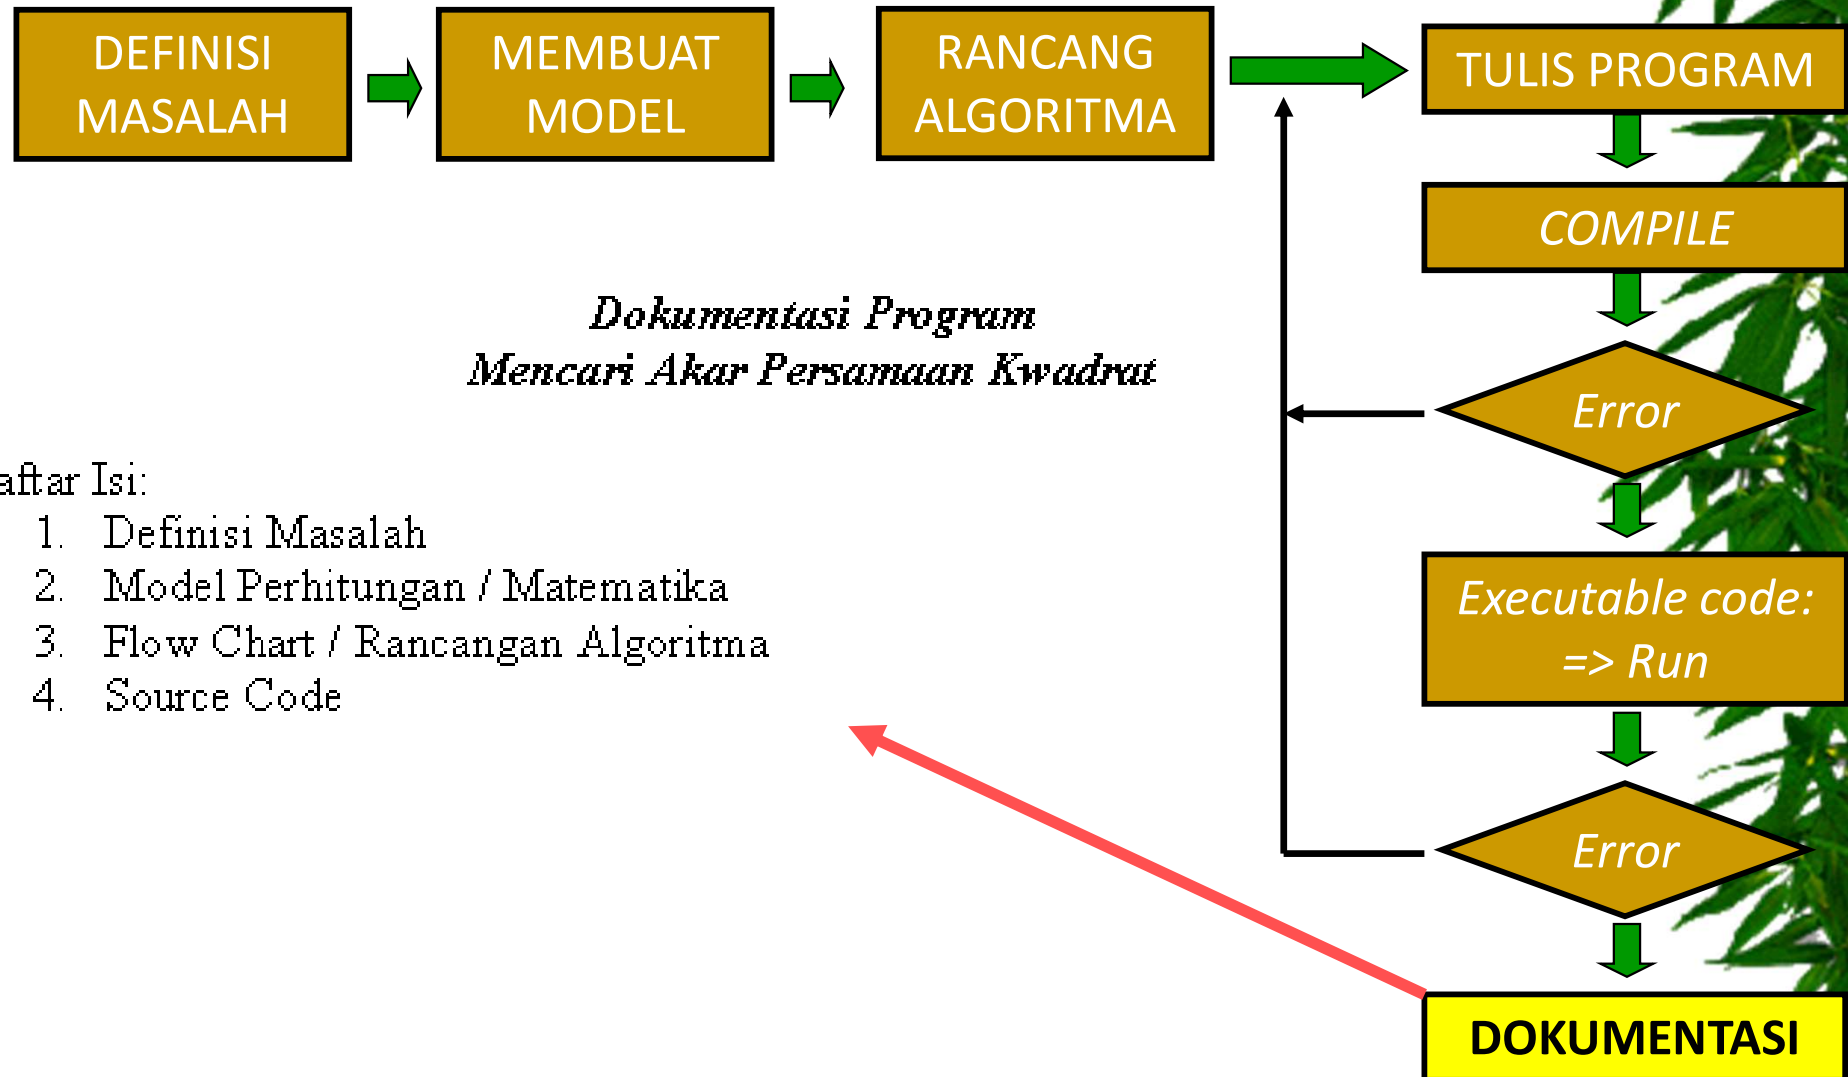 DEFINISI
MASALAH
MEMBUAT
MODEL
RANCANG
ALGORITMA
TULIS PROGRAM
COMPILE
Error
Executable code:
=> Run
Error
DOKUMENTASI
Dokumentasi Program
Mencari Akar Persamaan Kwadrat
aftar Isi:
1. Definisi Masalah
2. Model Perhitungan / Matematika
3. Flow Chart / Rancangan Algoritma
4. Source Code